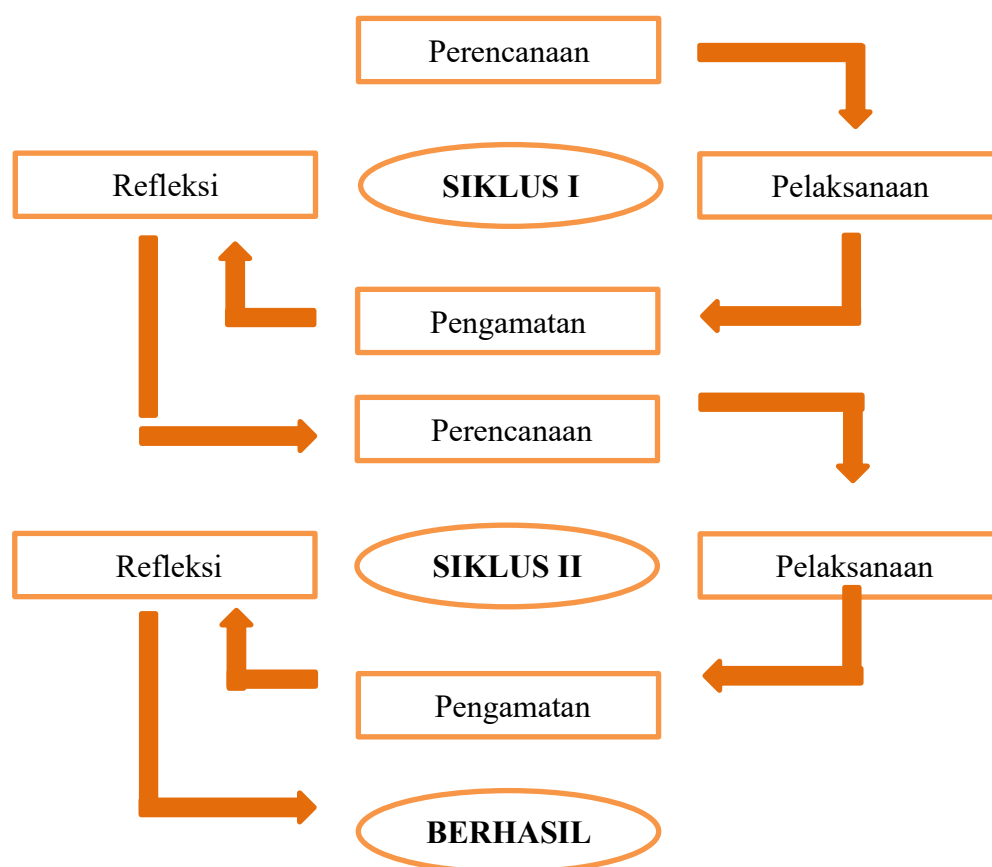 Perencanaan
Refleksi
SIKLUS I
Pelaksanaan
Pengamatan
Perencanaan
Refleksi
SIKLUS II
Pelaksanaan
Pengamatan
BERHASIL